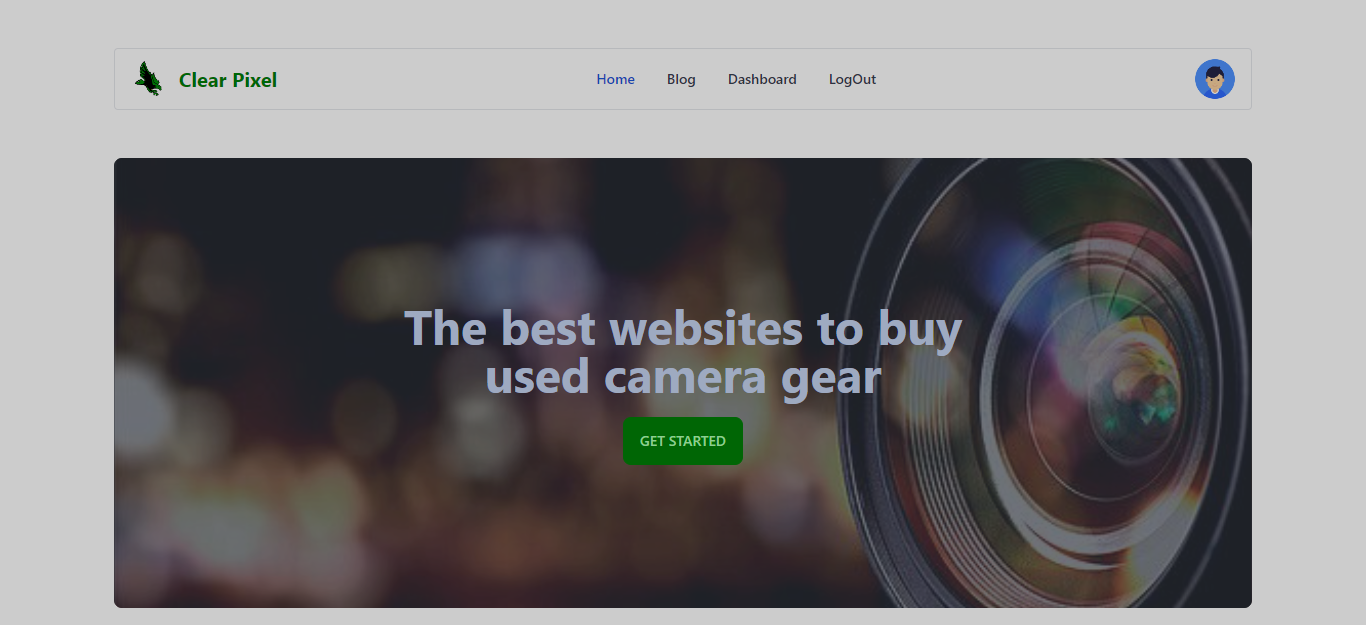 Clear Pixel
Home Blog Dashboard LogOut
The best websites to buy
used camera gear
GET STARTED